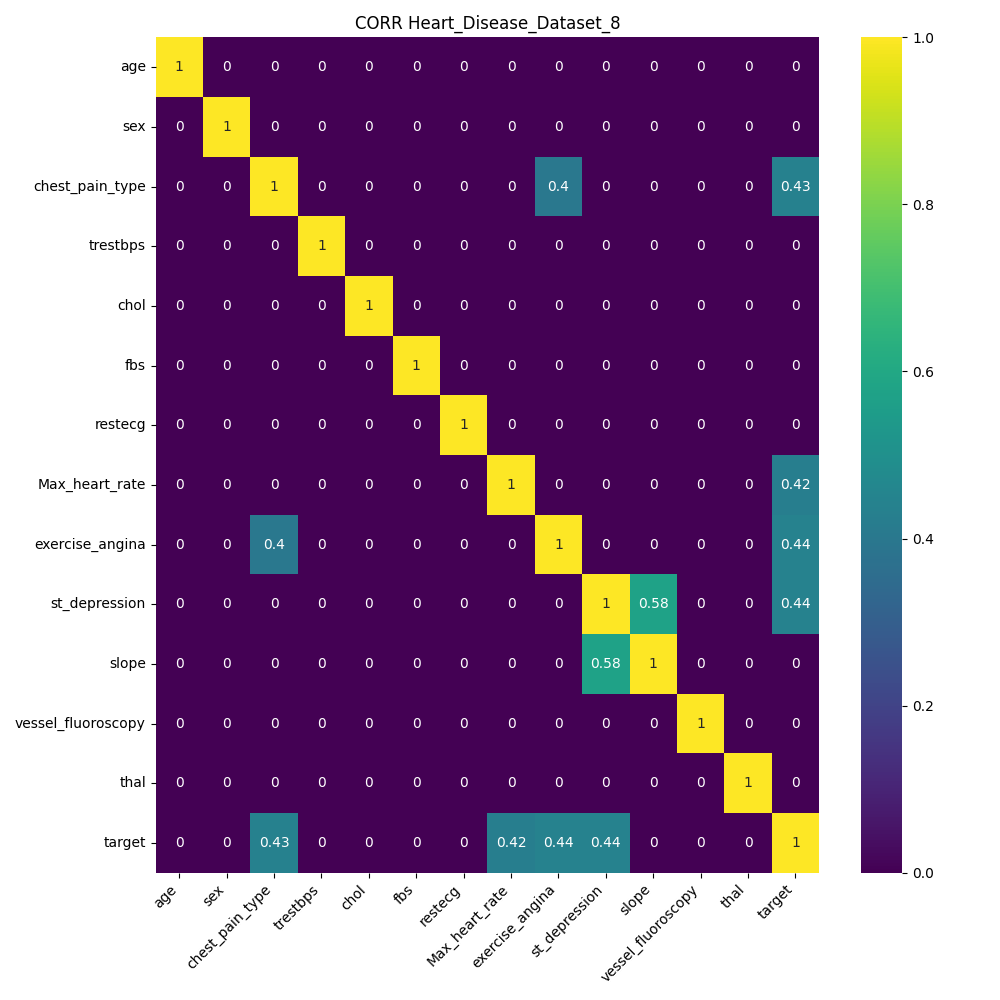 CORR Heart_Disease_Dataset_8
age 1 0 0 0 0 0 0 0 0 0 0 0 0 0
sex 0 1 0 0 0 0 0 0 0 0 0 0 0 0
chest_pain_type 0 0 1 0 0 0 0 0 0.4 0 0 0 0 0.43
trestbps 0 0 0 1 0 0 0 0 0 0 0 0 0 0
chol 0 0 0 0 1 0 0 0 0 0 0 0 0 0
fbs 0 0 0 0 0 1 0 0 0 0 0 0 0 0
restecg 0 0 0 0 0 0 1 0 0 0 0 0 0 0
Max_heart_rate 0 0 0 0 0 0 0 1 0 0 0 0 0 0.42
exercise_angina 0 0 0.4 0 0 0 0 0 1 0 0 0 0 0.44
st_depression 0 0 0 0 0 0 0 0 0 1 0.58 0 0 0.44
slope 0 0 0 0 0 0 0 0 0 0.58 1 0 0 0
vessel_fluoroscopy 0 0 0 0 0 0 0 0 0 0 0 1 0 0
thal 0 0 0 0 0 0 0 0 0 0 0 0 1 0
target 0 0 0.43 0 0 0 0 0.42 0.44 0.44 0 0 0 1
age sex chest_pain_type trestbps chol fbs restecg Max_heart_rate exercise_angina st_depression slope vessel_fluoroscopy thal target
1.0
0.8
0.6
0.4
0.2
0.0